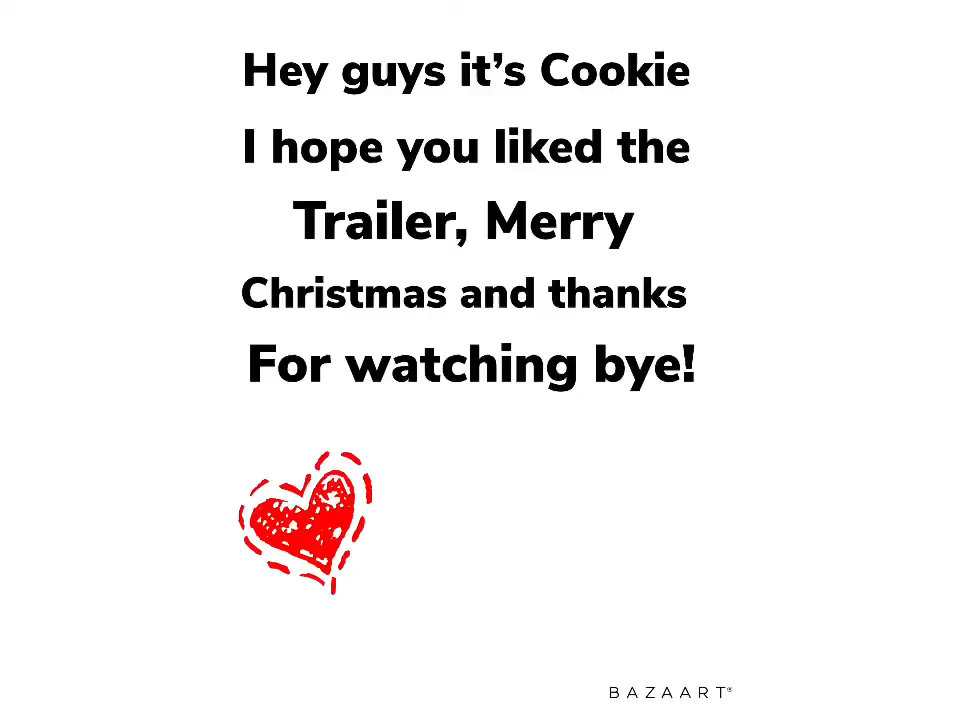 Hey guys it’s Cookie
I hope you liked the
Trailer, Merry
Christmas and thanks
For watching bye!
BAZAART®